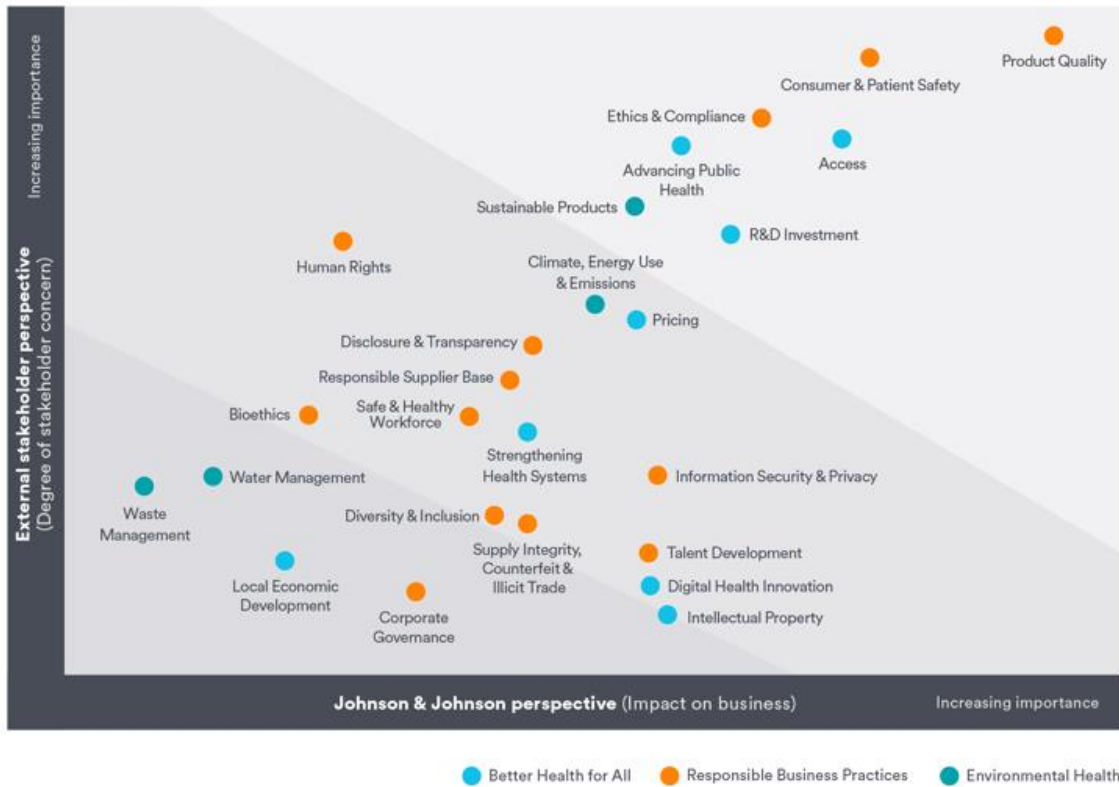 Increasing importance
External stakeholder perspective
(Degree of stakeholder concern)
Product Quality
Consumer & Patient Safety
Ethics & Compliance
Access
Advancing Public
Health
Sustainable Products
R&D Investment
Human Rights
Climate, Energy Use
& Emissions
Pricing
Disclosure & Transparency
Responsible Supplier Base
Bioethics
Safe & Healthy
Workforce
Strengthening
Health Systems
Water Management
Information Security & Privacy
Waste
Management
Diversity & Inclusion
Supply Integrity,
Counterfeit &
Illicit Trade
Talent Development
Local Economic
Development
Digital Health Innovation
Corporate
Governance
Intellectual Property
Johnson & Johnson perspective (Impact on business)
Increasing importance
Better Health for All
Responsible Business Practices
Environmental Health